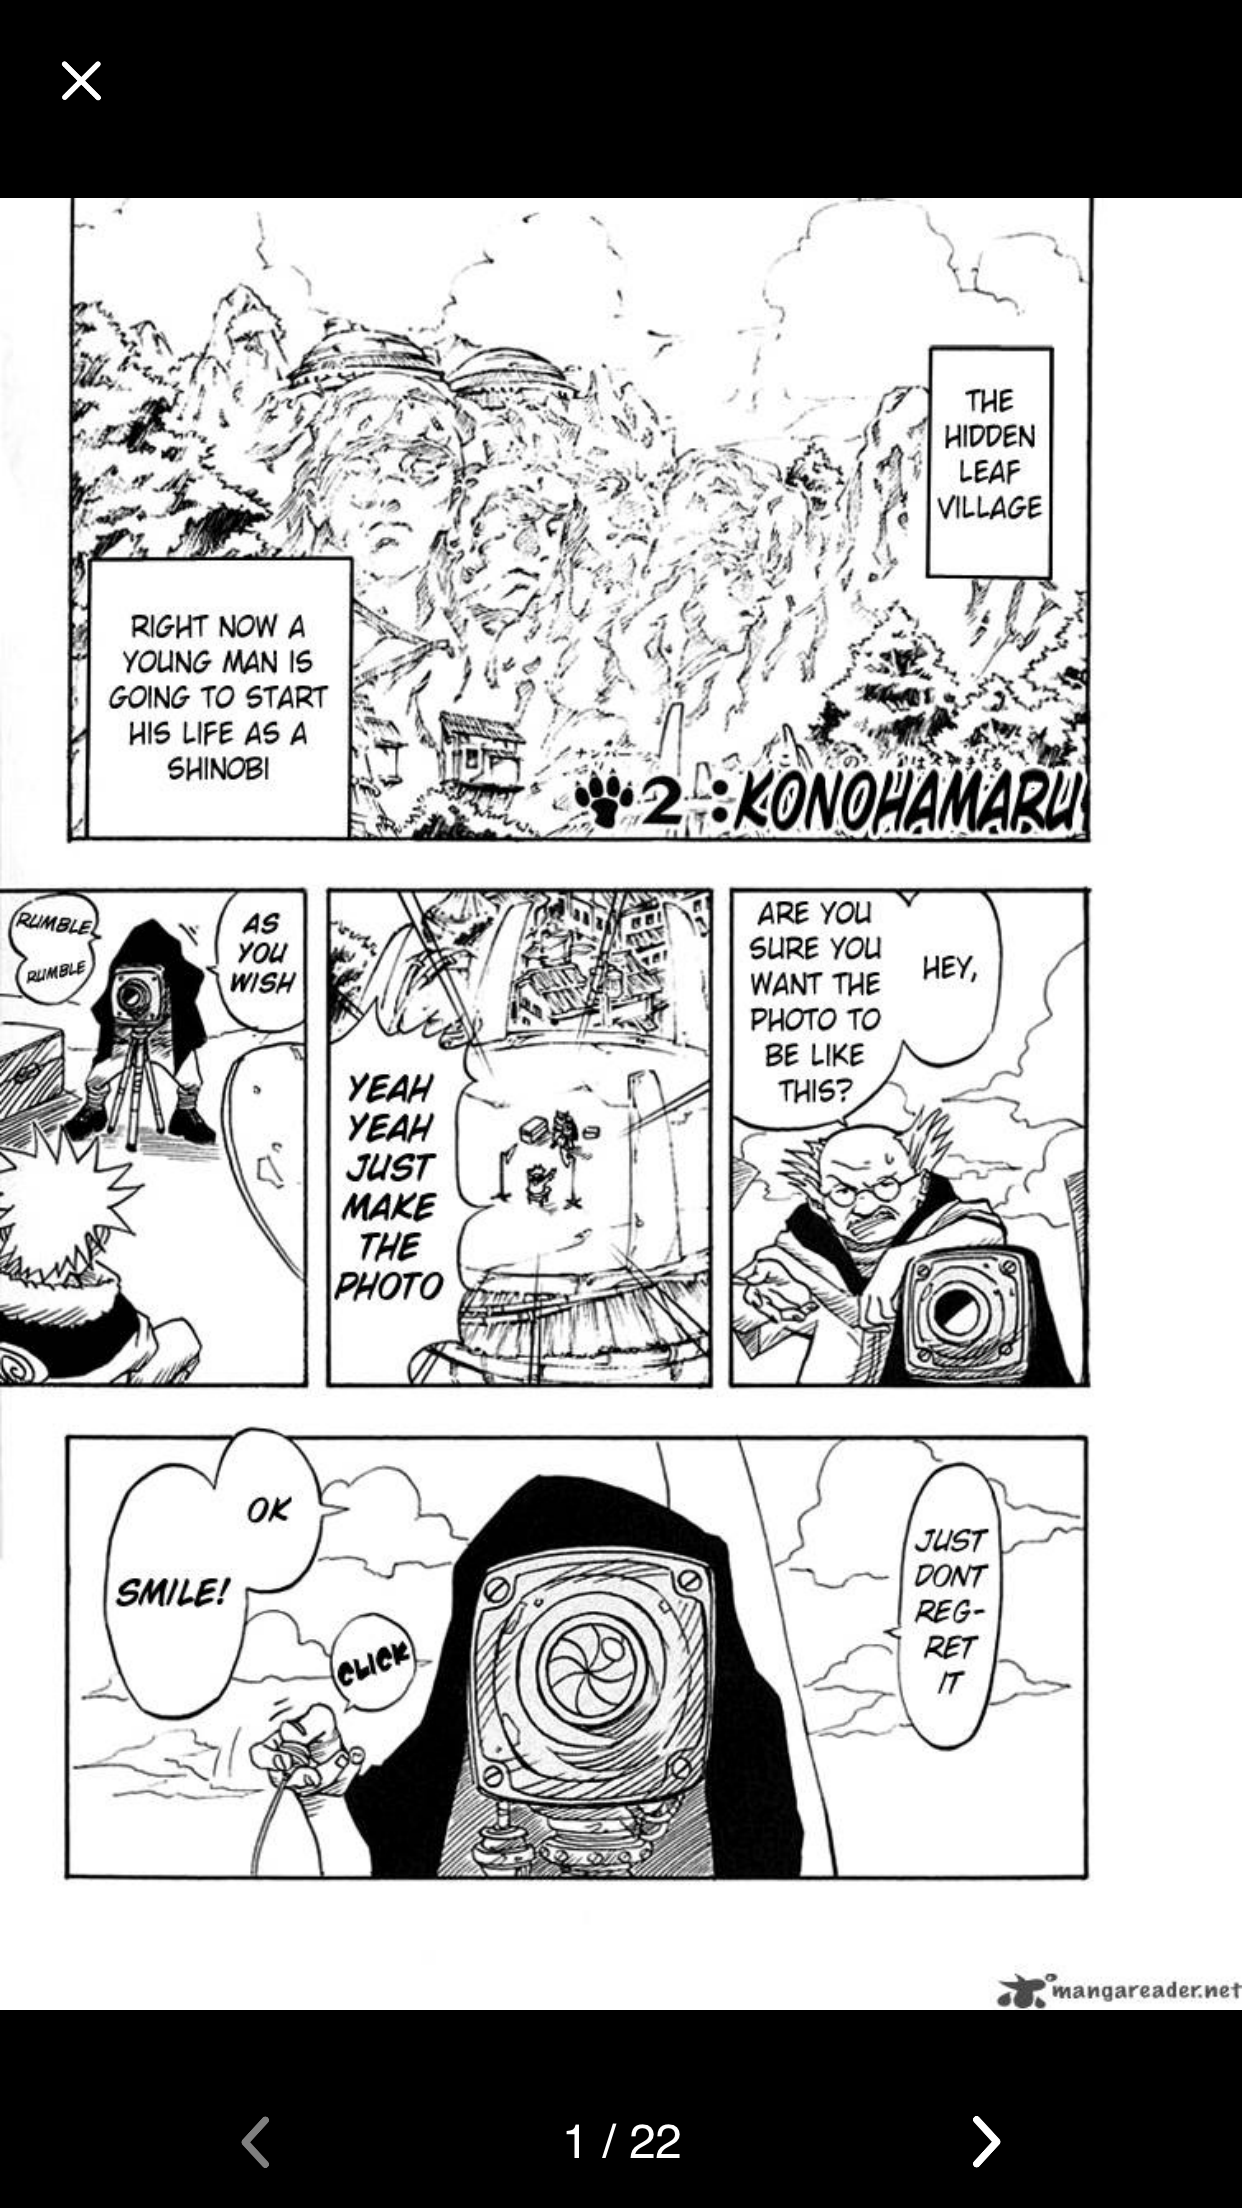 THE
HIDDEN
LEAF
VILLAGE
RIGHT NOW A
YOUNG MAN IS
GOING TO START
HIS LIFE AS A
SHINOBI
2 : KONOHAMARU
HEY,
ARE YOU
SURE YOU
WANT THE
PHOTO TO
BE LIKE
THIS?
YEAH
YEAH
JUST
MAKE
THE
PHOTO
AS
YOU
WISH
RUMBLE
RUMBLE
JUST
DONT
REG-
RET
IT
OK
SMILE!
CLICK
mangareader.net
1 / 22